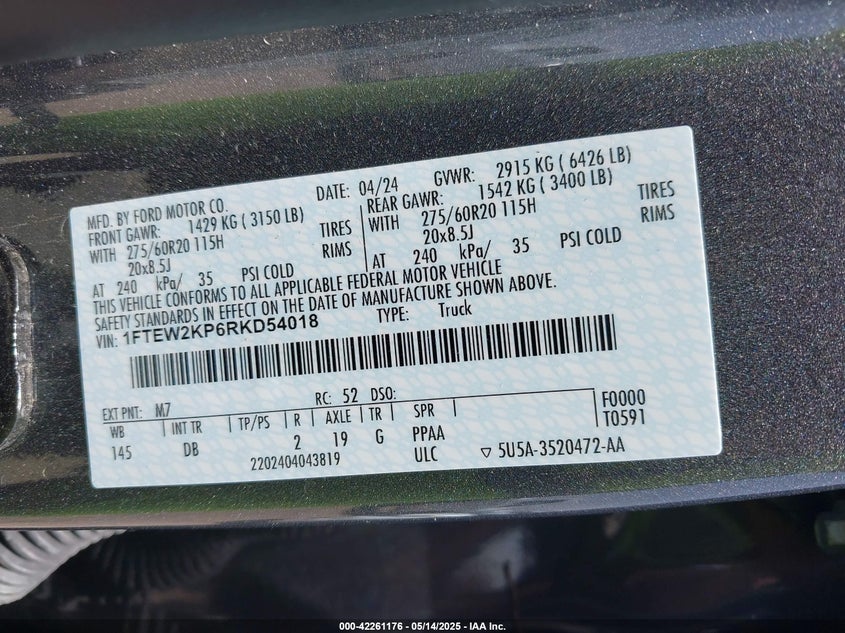 MFD. BY FORD MOTOR CO.
DATE: 04/24
GVWR: 2915 KG ( 6426 LB)
FRONT GAWR: 1429 KG ( 3150 LB)
REAR GAWR: 1542 KG ( 3400 LB)
WITH 275/60R20 115H TIRES
WITH 275/60R20 115H TIRES
20x8.5J RIMS
20x8.5J RIMS
AT 240 kPa/ 35 PSI COLD
AT 240 kPa/ 35 PSI COLD
THIS VEHICLE CONFORMS TO ALL APPLICABLE FEDERAL MOTOR VEHICLE
SAFETY STANDARDS IN EFFECT ON THE DATE OF MANUFACTURE SHOWN ABOVE.
VIN: 1FTEW2KP6RKD54018
TYPE: Truck
EXT PNT: M7 RC: 52 DSO:
WB INT TR TP/PS R AXLE TR SPR
145 DB 2 19 G PPAA
F0000
T0591
2202404043819 ULC ▽ 5U5A-3520472-AA
000-42261176 — 05/14/2025 — IAA Inc.